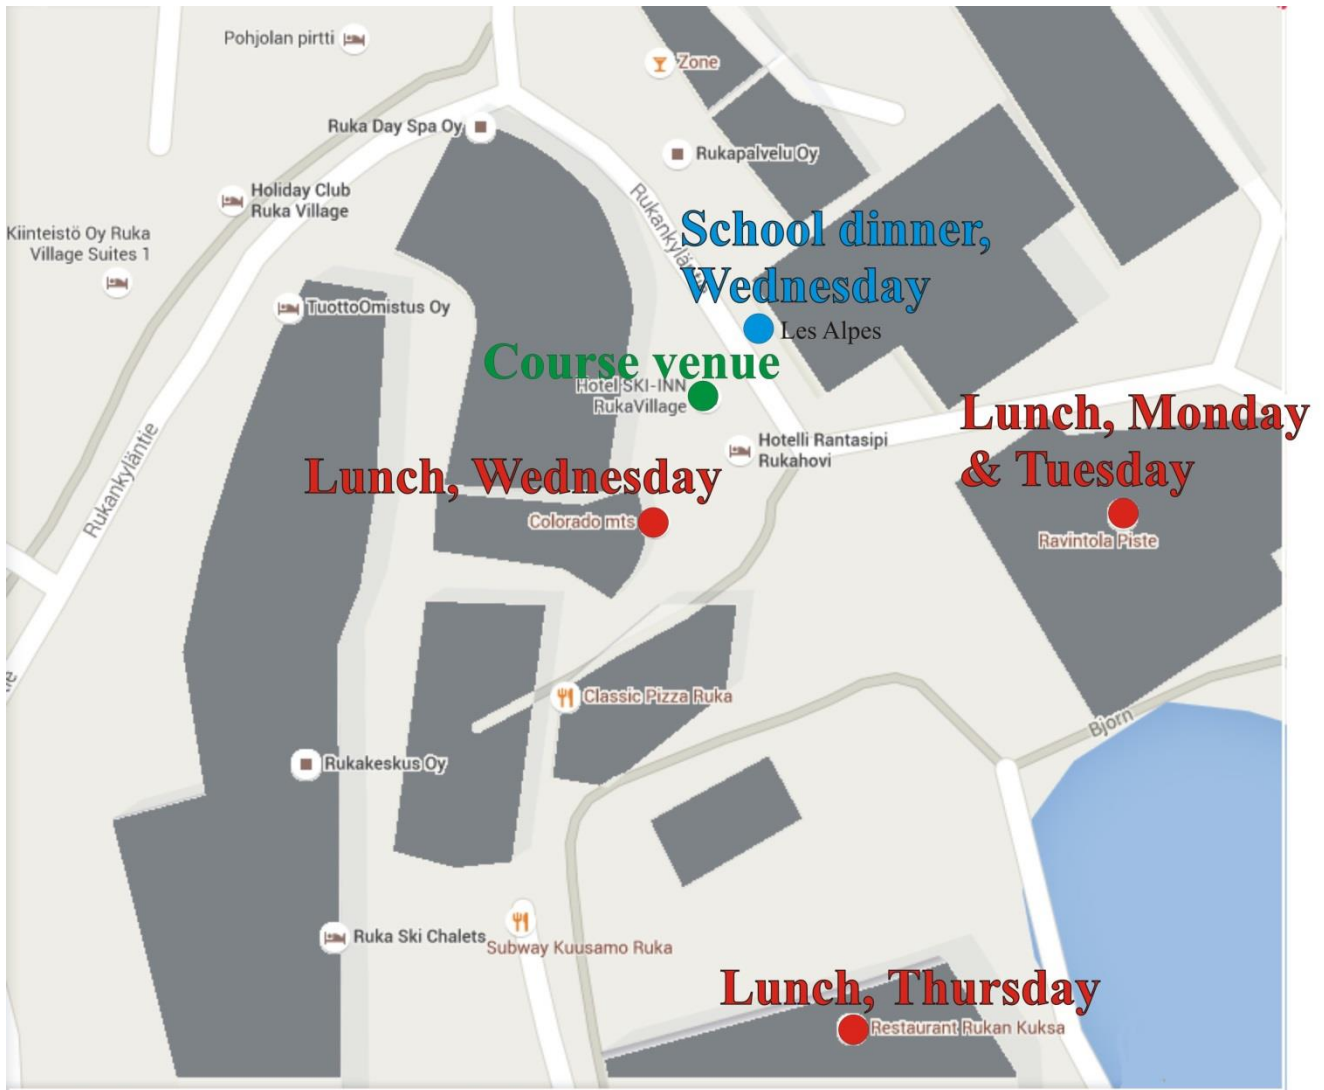 Pohjolan pirtti
Zone
Ruka Day Spa Oy
Rukapalvelu Oy
Holiday Club
Ruka Village
Rukankyläntie
Kiinteistö Oy Ruka
Village Suites 1
School dinner,
Wednesday
TuottoOmistus Oy
Les Alpes
Course venue
Hotel SKI-INN
RukaVillage
Lunch, Monday
& Tuesday
Hotelli Rantasipi
Rukahovi
Rukankyläntie
Lunch, Wednesday
Colorado mts
Ravintola Piste
Classic Pizza Ruka
Bjorn
Rukakeskus Oy
Ruka Ski Chalets
Subway Kuusamo Ruka
Lunch, Thursday
Restaurant Rukan Kuksa